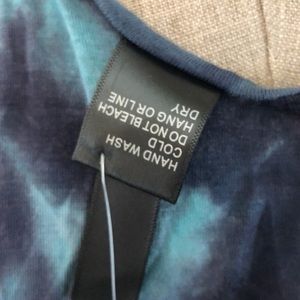 HAND WASH
COLD
DO NOT BLEACH
HANG OR LINE
DRY